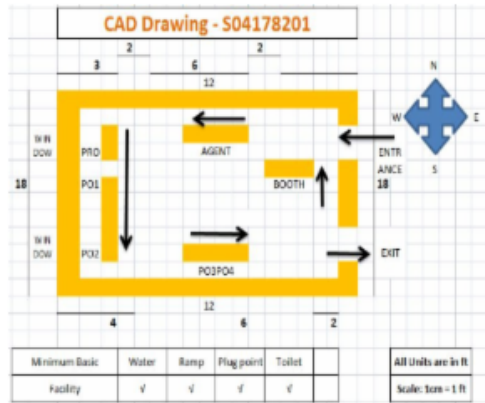 CAD Drawing - S04178201
2 2
3 6
12
N
W E
S
WIN
DOW
PRO
AGENT
ENTR
ANCE
18
PO1
BOOTH
18
WIN
DOW
PO2
EXIT
PO3PO4
12
4 6 2
Minimum Basic Water Ramp Plug point Toilet
Facility √ √ √ √
All Units are in ft
Scale: 1cm = 1 ft